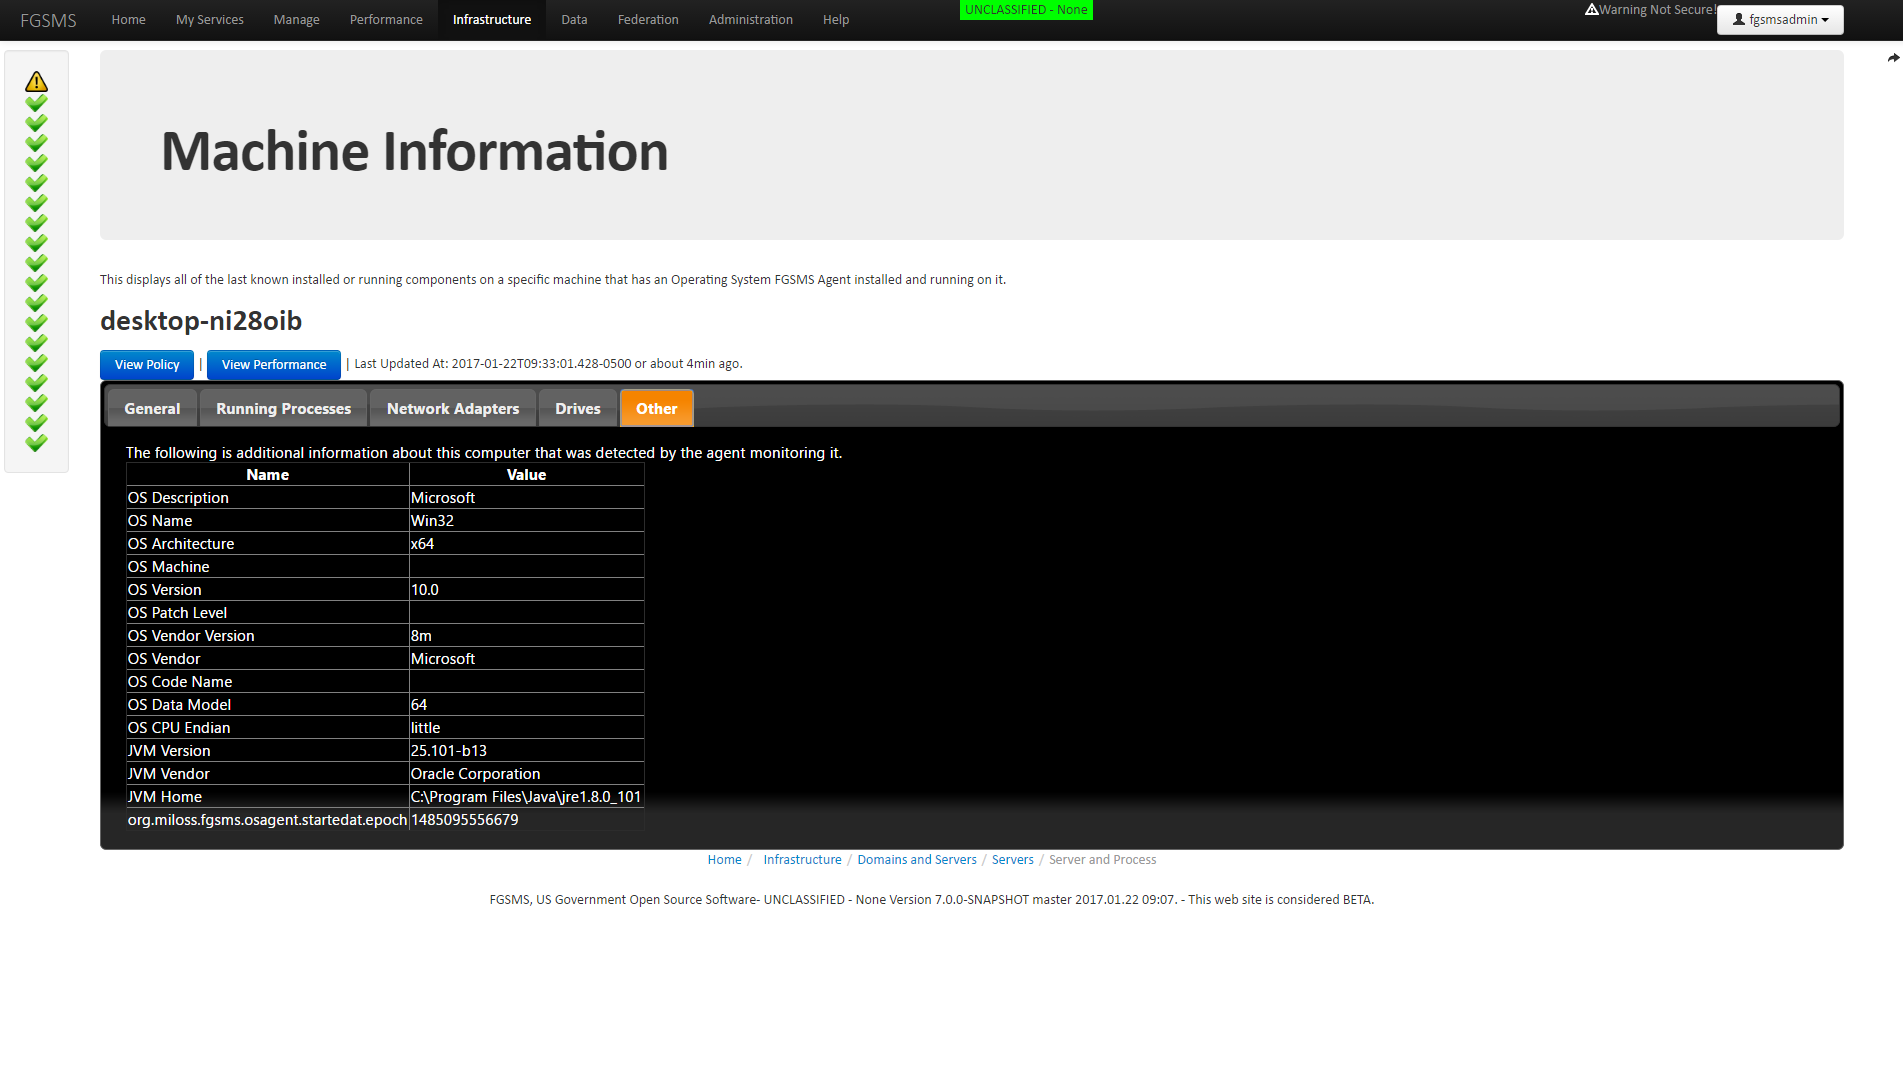 FGSMS Home My Services Manage Performance Infrastructure Data Federation Administration Help UNCLASSIFIED - None Warning Not Secure! fgsmsadmin
Machine Information
This displays all of the last known installed or running components on a specific machine that has an Operating System FGSMS Agent installed and running on it.
desktop-ni28oib
View Policy | View Performance | Last Updated At: 2017-01-22T09:33:01.428-0500 or about 4min ago.
General Running Processes Network Adapters Drives Other
The following is additional information about this computer that was detected by the agent monitoring it.
Name Value
OS Description Microsoft
OS Name Win32
OS Architecture x64
OS Machine
OS Version 10.0
OS Patch Level
OS Vendor Version 8m
OS Vendor Microsoft
OS Code Name
OS Data Model 64
OS CPU Endian little
JVM Version 25.101-b13
JVM Vendor Oracle Corporation
JVM Home C:\Program Files\Java\jre1.8.0_101
org.miloss.fgsms.osagent.startedat.epoch 1485095556679
Home / Infrastructure / Domains and Servers / Servers / Server and Process
FGSMS, US Government Open Source Software- UNCLASSIFIED - None Version 7.0.0-SNAPSHOT master 2017.01.22 09:07. - This web site is considered BETA.